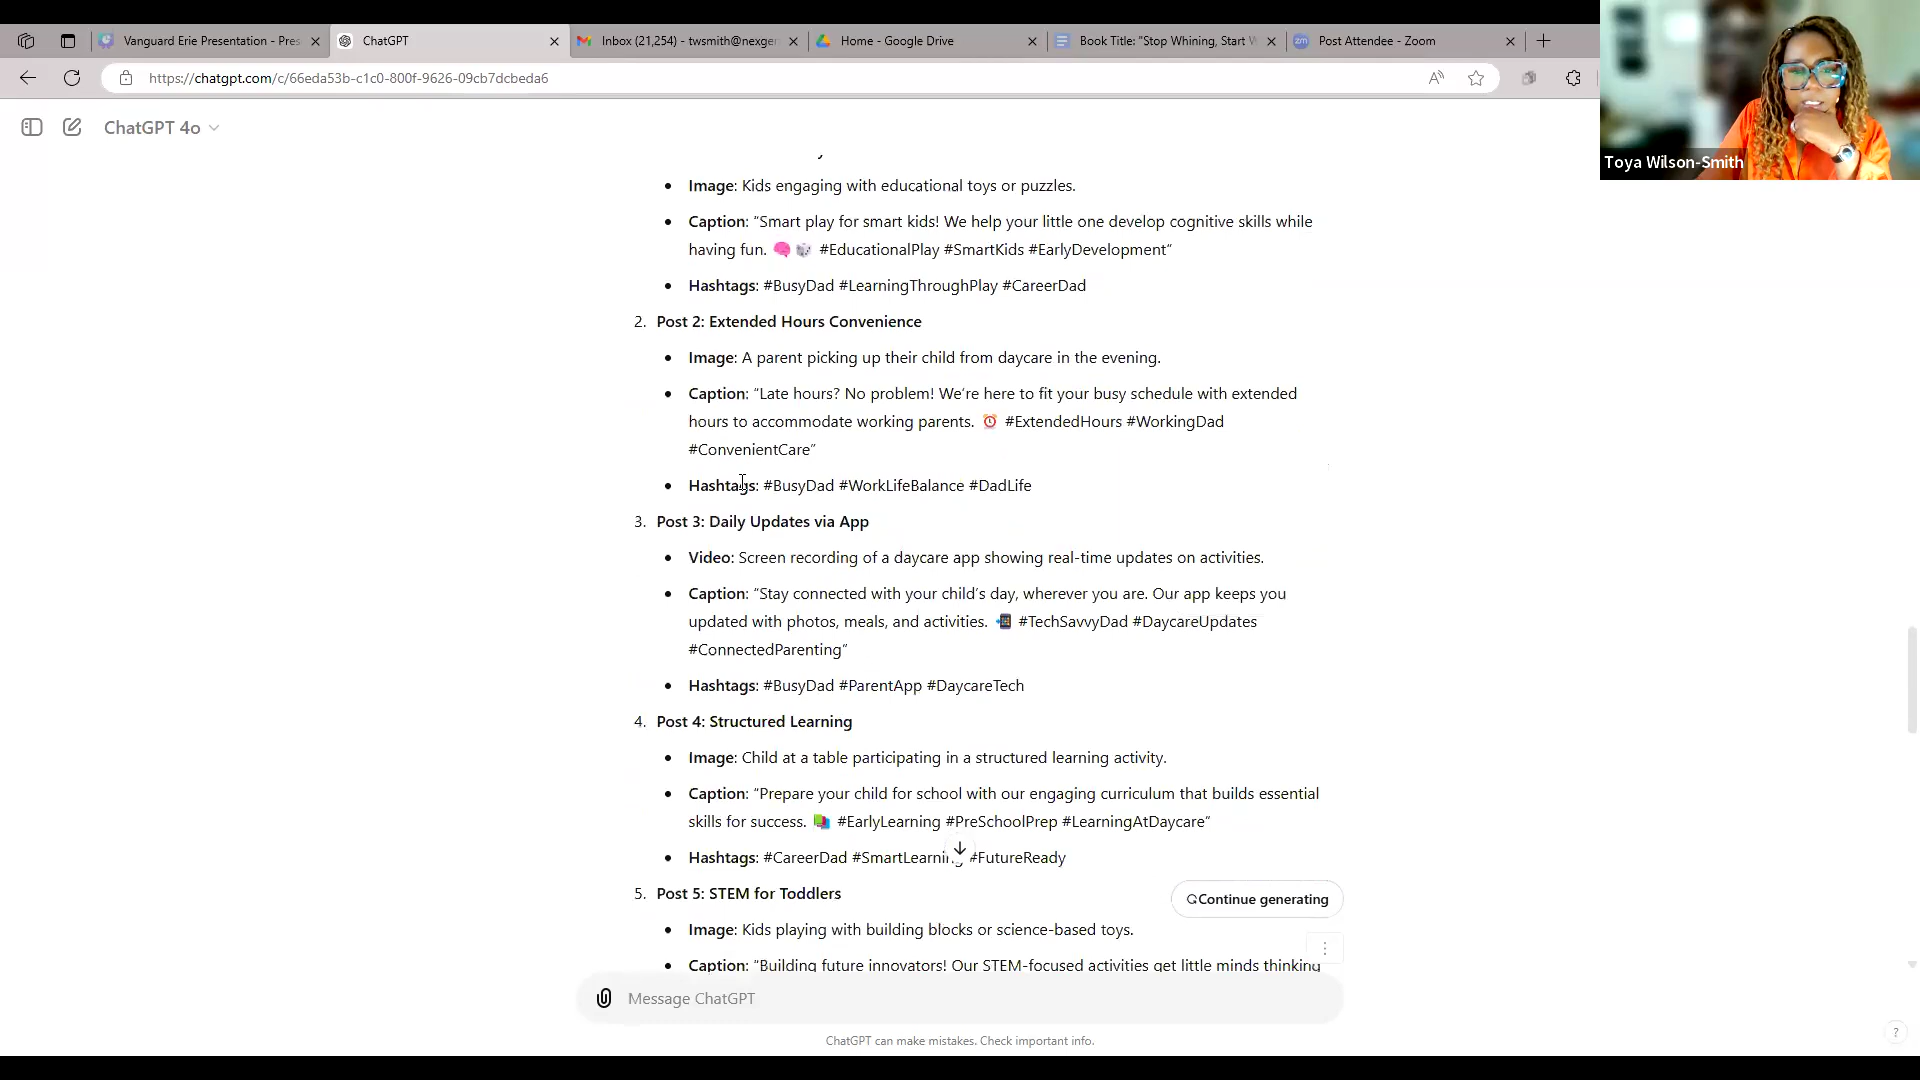 Vanguard Erie Presentation - Pres
ChatGPT
Inbox (21,254) - twsmith@nexger
Home - Google Drive
Book Title: "Stop Whining, Start W
Post Attendee - Zoom
https://chatgpt.com/c/66eda53b-c1c0-800f-9626-09cb7dcbeda6
Toya Wilson-Smith
ChatGPT 4o
• Image: Kids engaging with educational toys or puzzles.
• Caption: "Smart play for smart kids! We help your little one develop cognitive skills while
having fun. 🧠🎲 #EducationalPlay #SmartKids #EarlyDevelopment"
• Hashtags: #BusyDad #LearningThroughPlay #CareerDad
2. Post 2: Extended Hours Convenience
• Image: A parent picking up their child from daycare in the evening.
• Caption: "Late hours? No problem! We're here to fit your busy schedule with extended
hours to accommodate working parents. ⏰ #ExtendedHours #WorkingDad
#ConvenientCare"
• Hashtags: #BusyDad #WorkLifeBalance #DadLife
3. Post 3: Daily Updates via App
• Video: Screen recording of a daycare app showing real-time updates on activities.
• Caption: "Stay connected with your child's day, wherever you are. Our app keeps you
updated with photos, meals, and activities. 📲 #TechSavvyDad #DaycareUpdates
#ConnectedParenting"
• Hashtags: #BusyDad #ParentApp #DaycareTech
4. Post 4: Structured Learning
• Image: Child at a table participating in a structured learning activity.
• Caption: "Prepare your child for school with our engaging curriculum that builds essential
skills for success. 📚 #EarlyLearning #PreSchoolPrep #LearningAtDaycare"
• Hashtags: #CareerDad #SmartLearning #FutureReady
5. Post 5: STEM for Toddlers
Continue generating
• Image: Kids playing with building blocks or science-based toys.
• Caption: "Building future innovators! Our STEM-focused activities get little minds thinking
Message ChatGPT
ChatGPT can make mistakes. Check important info.
?